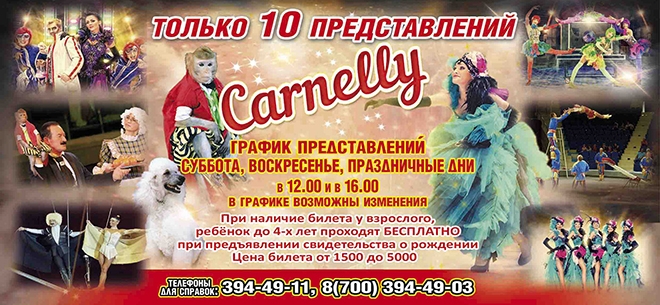 ТОЛЬКО 10 ПРЕДСТАВЛЕНИЙ
Carnelly
ГРАФИК ПРЕДСТАВЛЕНИЙ
СУББОТА, ВОСКРЕСЕНЬЕ, ПРАЗДНИЧНЫЕ ДНИ
в 12.00 и в 16.00
В ГРАФИКЕ ВОЗМОЖНЫ ИЗМЕНЕНИЯ
При наличие билета у взрослого,
ребёнок до 4-х лет проходят БЕСПЛАТНО
при предъявлении свидетельства о рождении
Цена билета от 1500 до 5000
ТЕЛЕФОНЫ
ДЛЯ СПРАВОК: 394-49-11, 8(700) 394-49-03